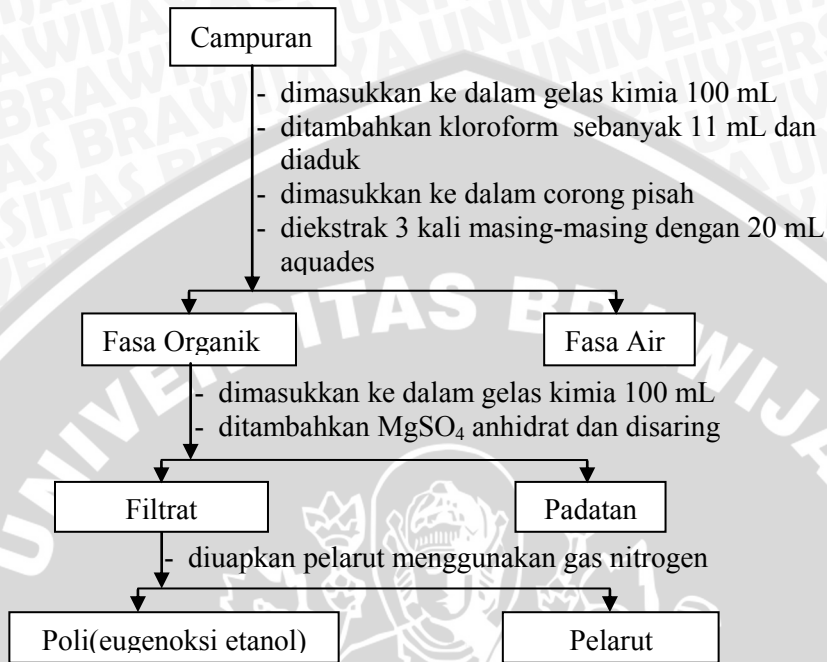 Campuran
- dimasukkan ke dalam gelas kimia 100 mL
- ditambahkan kloroform sebanyak 11 mL dan
diaduk
- dimasukkan ke dalam corong pisah
- diekstrak 3 kali masing-masing dengan 20 mL
aquades
Fasa Organik
Fasa Air
- dimasukkan ke dalam gelas kimia 100 mL
- ditambahkan MgSO₄ anhidrat dan disaring
Filtrat
Padatan
- diuapkan pelarut menggunakan gas nitrogen
Poli(eugenoksi etanol)
Pelarut
UNIVERSITAS BRAWIJA